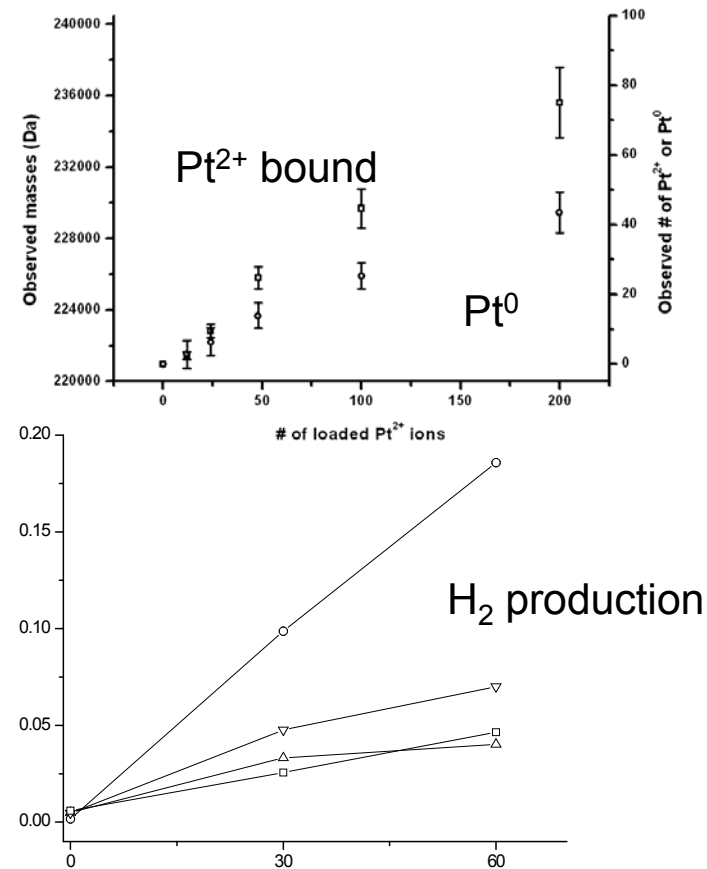 240000
236000
232000
228000
224000
220000
Observed masses (Da)
Pt²⁺ bound
Pt⁰
100
80
60
40
20
0
Observed # of Pt²⁺ or Pt⁰
0 50 100 150 200
# of loaded Pt²⁺ ions
0.20
0.15
0.10
0.05
0.00
H₂ production
0 30 60